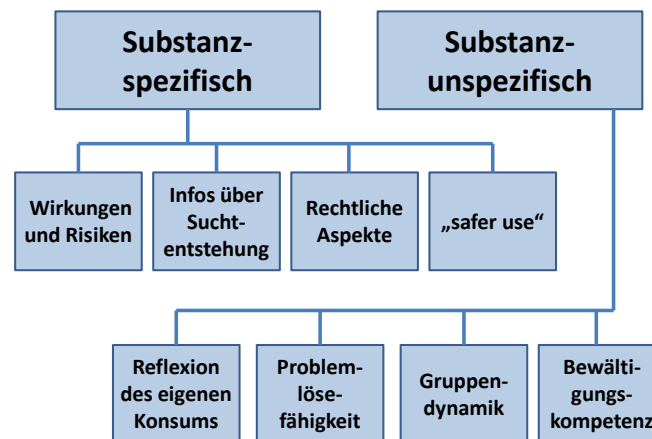 Substanz-
spezifisch
Substanz-
unspezifisch
Wirkungen
und Risiken
Infos über
Sucht-
entstehung
Rechtliche
Aspekte
„safer use“
Reflexion
des eigenen
Konsums
Problem-
löse-
fähigkeit
Gruppen-
dynamik
Bewälti-
gungs-
kompetenz